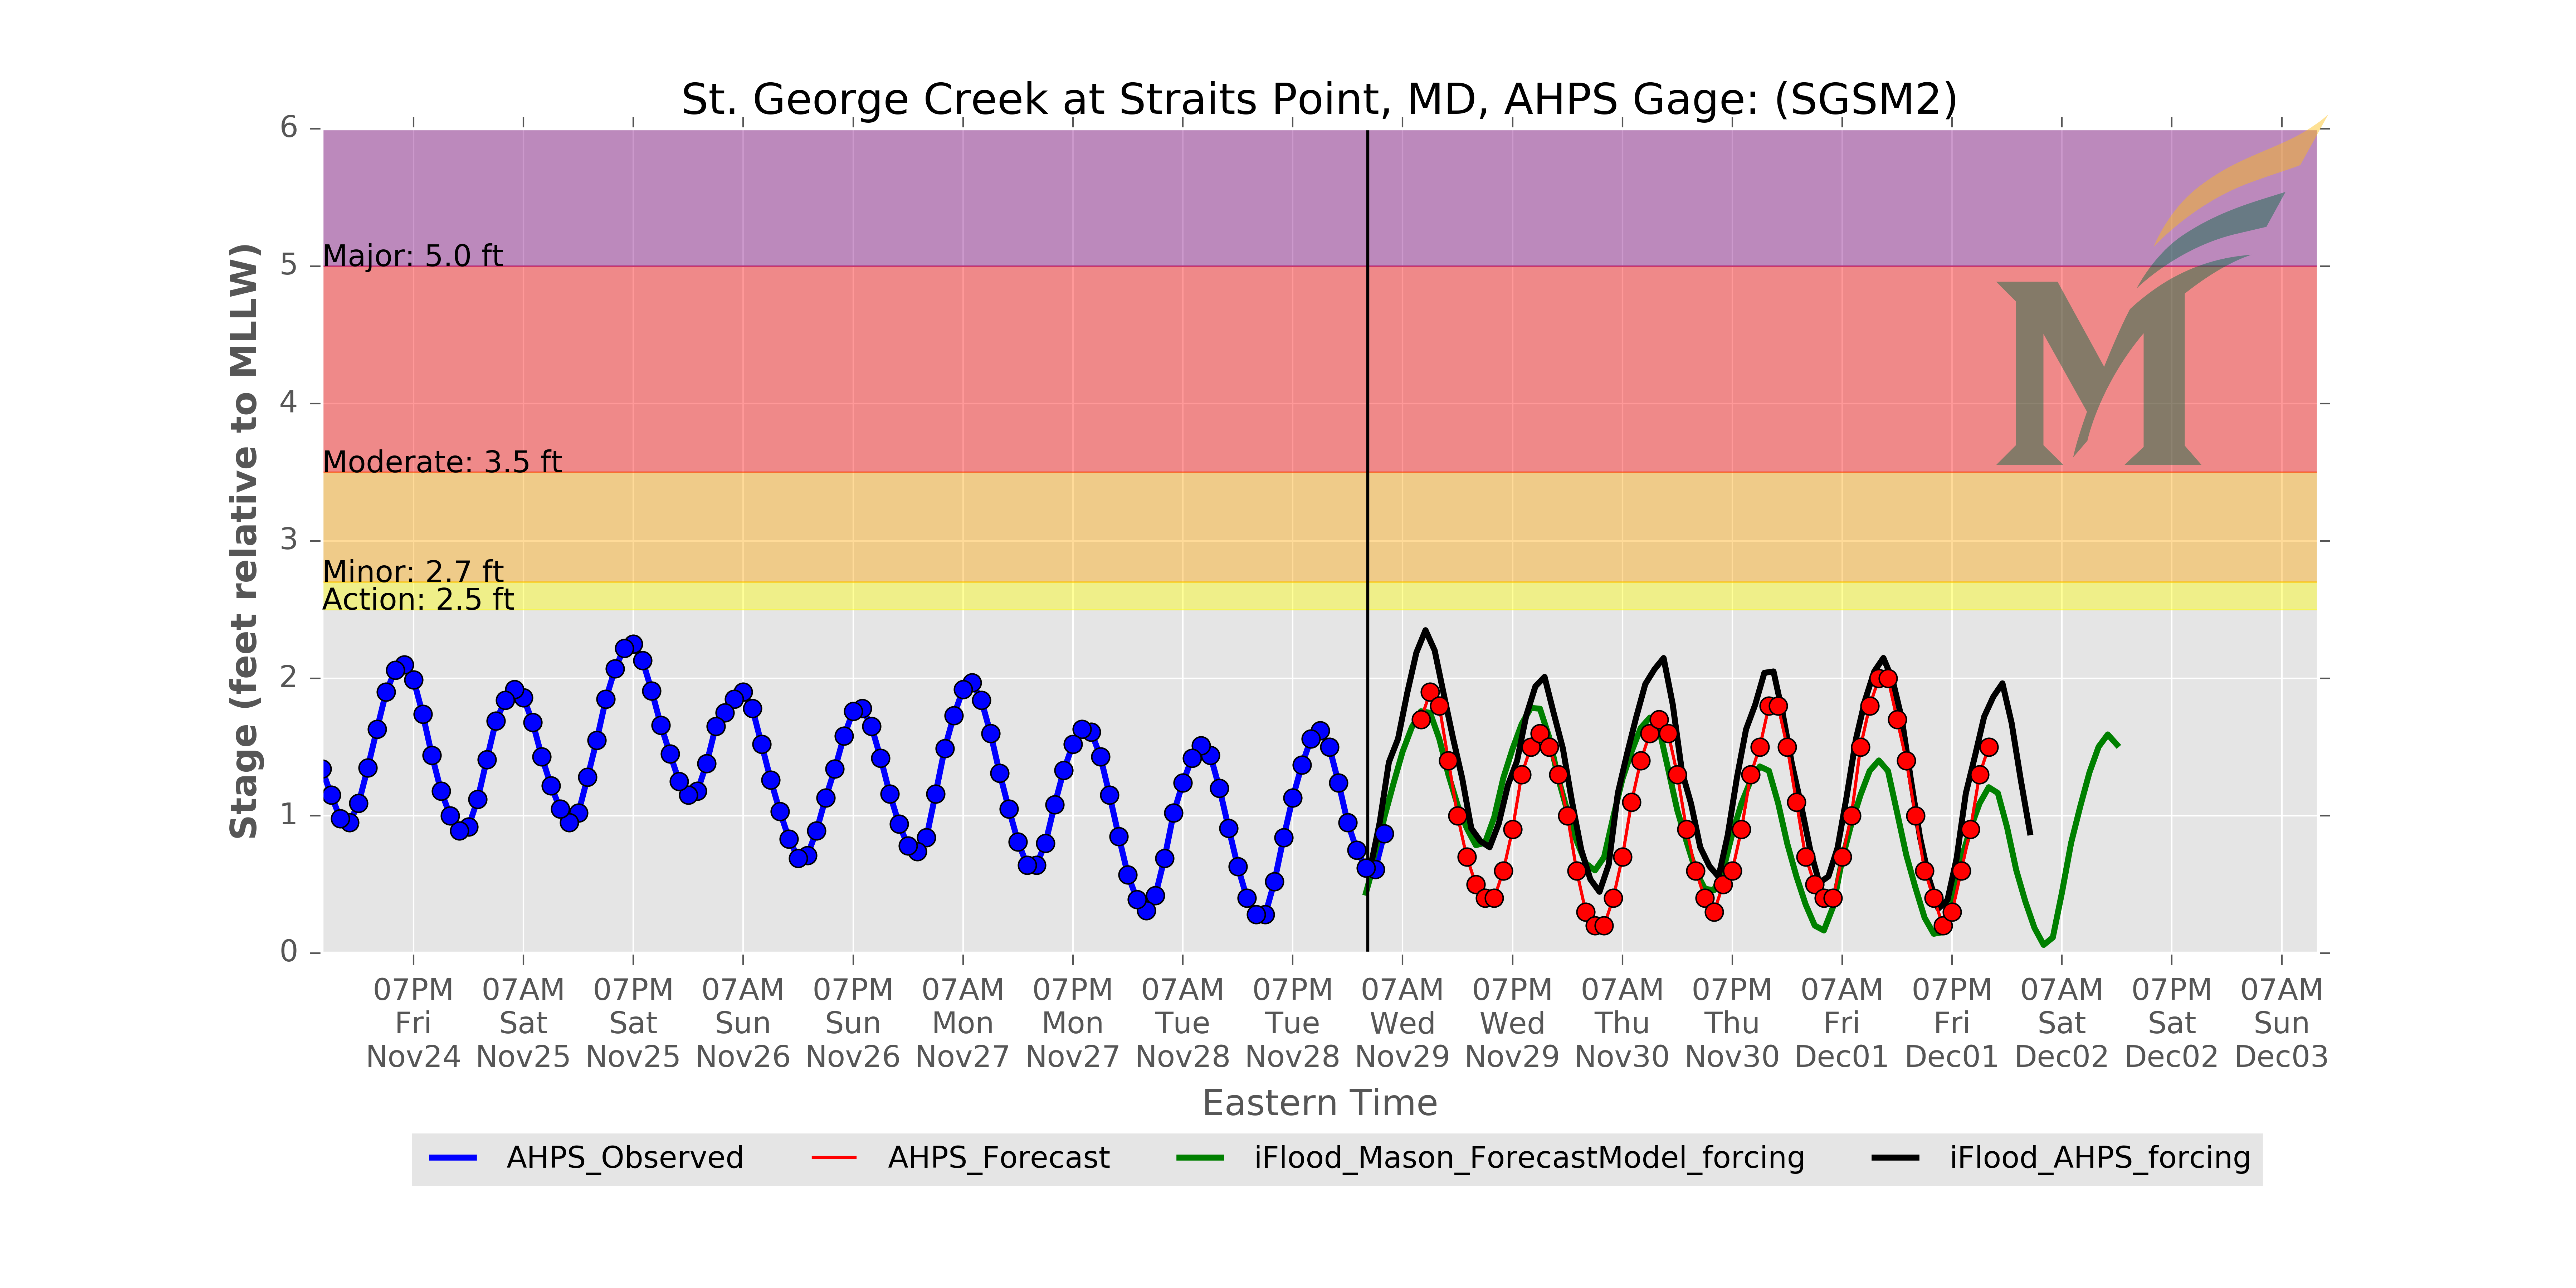 St. George Creek at Straits Point, MD, AHPS Gage: (SGSM2)
Stage (feet relative to MLLW)
6
5
4
3
2
1
0
Major: 5.0 ft
Moderate: 3.5 ft
Minor: 2.7 ft
Action: 2.5 ft
M
07PM 07AM 07PM 07AM 07PM 07AM 07PM 07AM 07PM 07AM 07PM 07AM 07PM 07AM 07PM 07AM 07PM 07AM
Fri Sat Sat Sun Sun Mon Mon Tue Tue Wed Wed Thu Thu Fri Fri Sat Sat Sun
Nov24 Nov25 Nov25 Nov26 Nov26 Nov27 Nov27 Nov28 Nov28 Nov29 Nov29 Nov30 Nov30 Dec01 Dec01 Dec02 Dec02 Dec03
Eastern Time
AHPS_Observed AHPS_Forecast iFlood_Mason_ForecastModel_forcing iFlood_AHPS_forcing